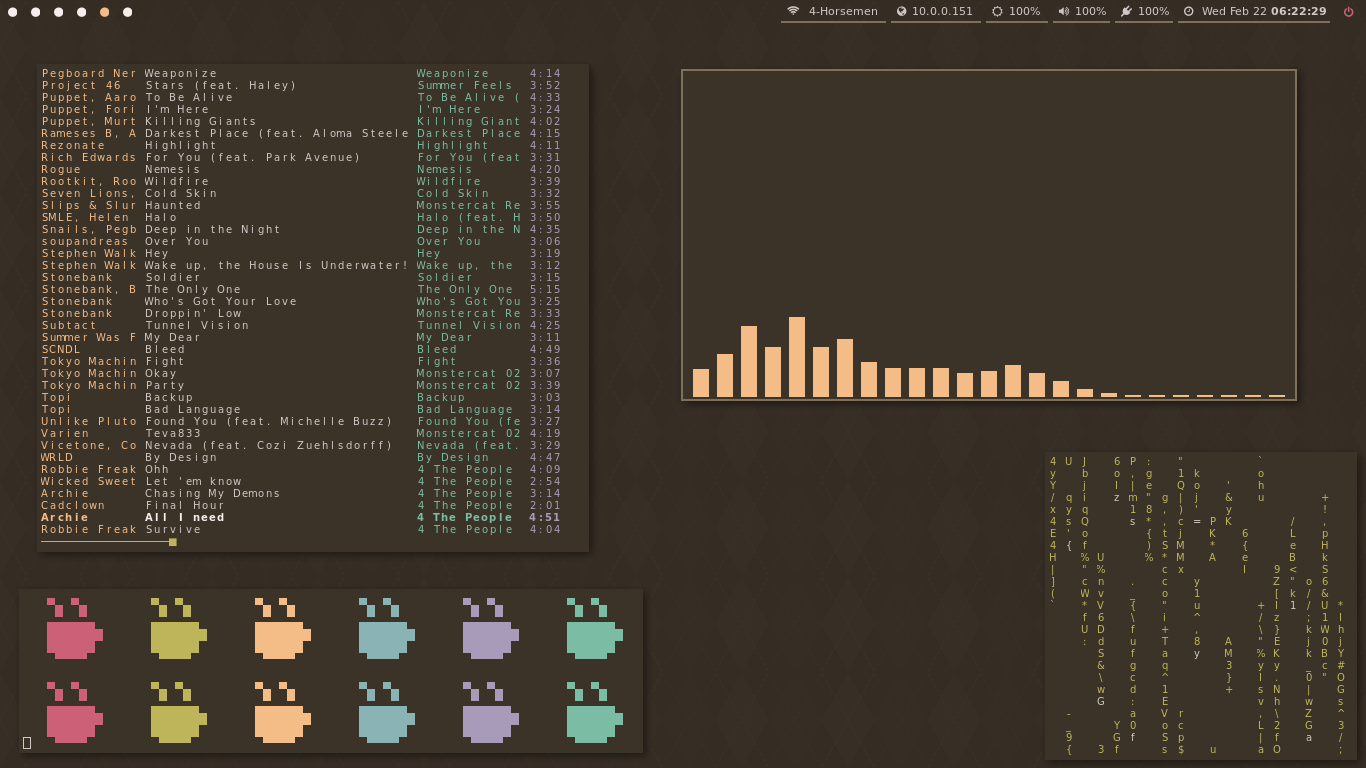 4-Horsemen 10.0.0.151 100% 100% 100% Wed Feb 22 06:22:29
Pegboard Ner Weaponize Weaponize 4:14
Project 46 Stars (feat. Haley) Summer Feels 3:52
Puppet, Aaro To Be Alive To Be Alive ( 4:33
Puppet, Fori I'm Here I'm Here 3:24
Puppet, Murt Killing Giants Killing Giant 4:02
Rameses B, A Darkest Place (feat. Aloma Steele Darkest Place 4:15
Rezonate Highlight Highlight 4:11
Rich Edwards For You (feat. Park Avenue) For You (feat 3:31
Rogue Nemesis Nemesis 4:20
Rootkit, Roo Wildfire Wildfire 3:39
Seven Lions, Cold Skin Cold Skin 3:32
Slips & Slur Haunted Monstercat Re 3:55
SMLE, Helen Halo Halo (feat. H 3:50
Snails, Pegb Deep in the Night Deep in the N 4:35
soupandreas Over You Over You 3:06
Stephen Walk Hey Hey 3:19
Stephen Walk Wake up, the House Is Underwater! Wake up, the 3:12
Stonebank Soldier Soldier 3:15
Stonebank, B The Only One The Only One 5:15
Stonebank Who's Got Your Love Who's Got You 3:25
Stonebank Droppin' Low Monstercat Re 3:33
Subtact Tunnel Vision Tunnel Vision 4:25
Summer Was F My Dear My Dear 3:11
SCNDL Bleed Bleed 4:49
Tokyo Machin Fight Fight 3:36
Tokyo Machin Okay Monstercat 02 3:07
Tokyo Machin Party Monstercat 02 3:39
Topi Backup Backup 3:03
Topi Bad Language Bad Language 3:14
Unlike Pluto Found You (feat. Michelle Buzz) Found You (fe 3:27
Varien Teva833 Monstercat 02 4:19
Vicetone, Co Nevada (feat. Cozi Zuehlsdorff) Nevada (feat. 3:29
WRLD By Design By Design 4:47
Robbie Freak Ohh 4 The People 4:09
Wicked Sweet Let 'em know 4 The People 2:54
Archie Chasing My Demons 4 The People 3:14
Cadclown Final Hour 4 The People 2:01
Archie All I need 4 The People 4:51
Robbie Freak Survive 4 The People 4:04